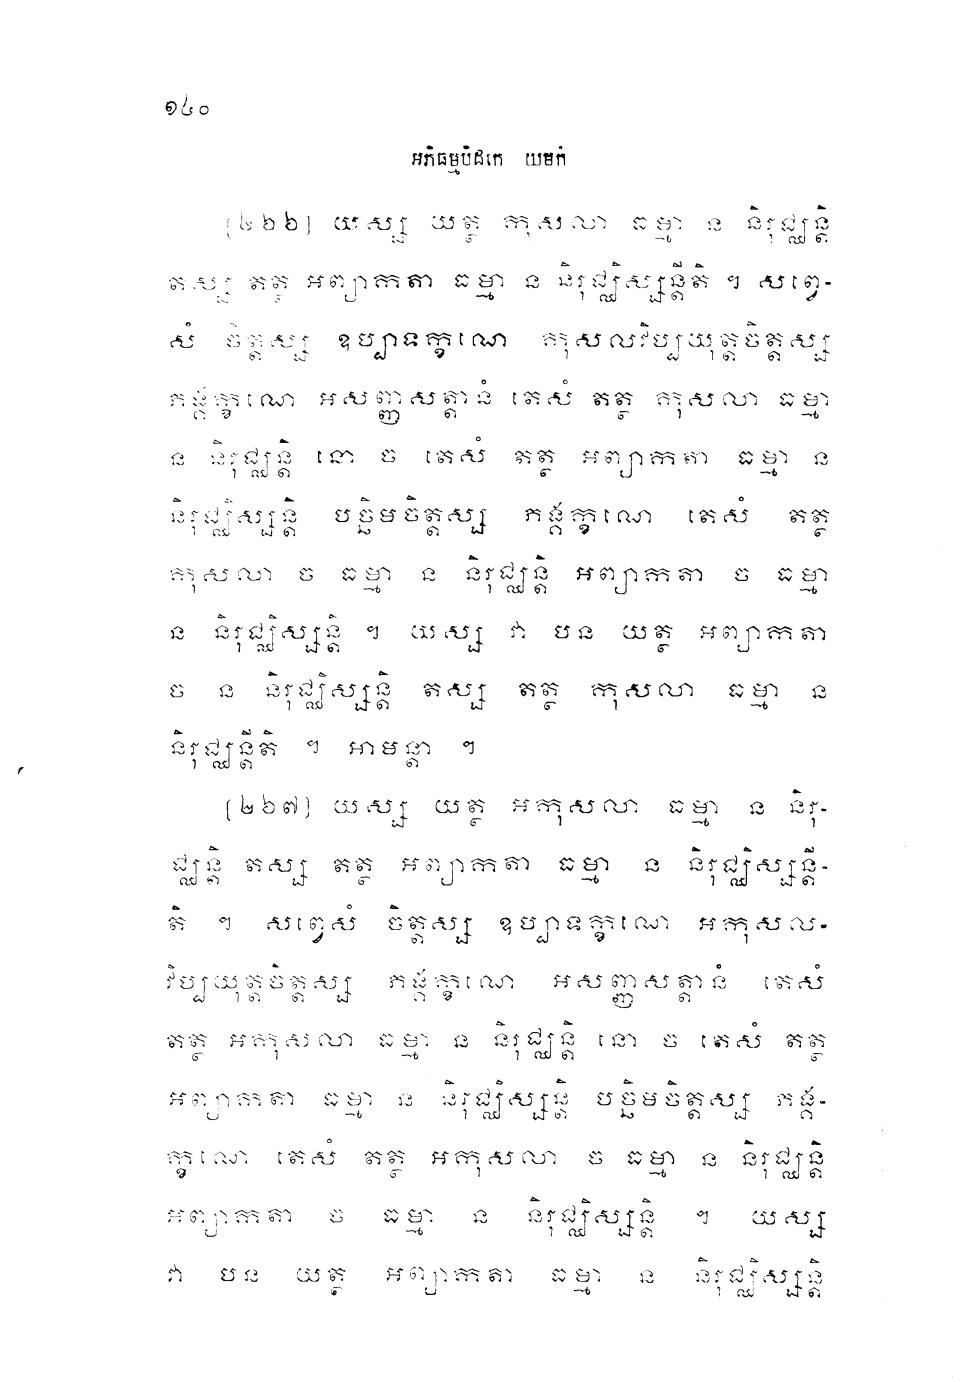 ១៤០
អភិធម្មបិដកេ យមកំ
[៤២២] យស្ស យត្ថ កុសលា ធម្មា ន និរុជ្ឈន្តិ
តស្ស តត្ថ អព្យាកតា ធម្មា ន និរុជ្ឈិស្សន្តីតិ ។ សព្វេ-
សំ ចិត្តស្ស ឧប្បាទក្ខណេ កុសលវិប្បយុត្តចិត្តស្ស
ភង្គក្ខណេ អសញ្ញសត្តានំ តេសំ តត្ថ កុសលា ធម្មា
ន និរុជ្ឈន្តិ នោ ច តេសំ តត្ថ អព្យាកតា ធម្មា ន
និរុជ្ឈិស្សន្តិ បច្ឆិមចិត្តស្ស ភង្គក្ខណេ តេសំ តត្ថ
កុសលា ច ធម្មា ន និរុជ្ឈន្តិ អព្យាកតា ច ធម្មា
ន និរុជ្ឈិស្សន្តិ ។ យស្ស វា បន យត្ថ អព្យាកតា
ច ន និរុជ្ឈិស្សន្តិ តស្ស តត្ថ កុសលា ធម្មា ន
និរុជ្ឈន្តីតិ ។ អាមន្តា ។
[២៦៧] យស្ស យត្ថ អកុសលា ធម្មា ន និរុ-
ជ្ឈន្តិ តស្ស តត្ថ អព្យាកតា ធម្មា ន និរុជ្ឈិស្សន្តី-
តិ ។ សព្វេសំ ចិត្តស្ស ឧប្បាទក្ខណេ អកុសល-
វិប្បយុត្តចិត្តស្ស ភង្គក្ខណេ អសញ្ញសត្តានំ តេសំ
តត្ថ អកុសលា ធម្មា ន និរុជ្ឈន្តិ នោ ច តេសំ តត្ថ
អព្យាកតា ធម្មា ន និរុជ្ឈិស្សន្តិ បច្ឆិមចិត្តស្ស ភង្គ-
ក្ខណេ តេសំ តត្ថ អកុសលា ច ធម្មា ន និរុជ្ឈន្តិ
អព្យាកតា ច ធម្មា ន និរុជ្ឈិស្សន្តិ ។ យស្ស
វា បន យត្ថ អព្យាកតា ធម្មា ន និរុជ្ឈិស្សន្តិ